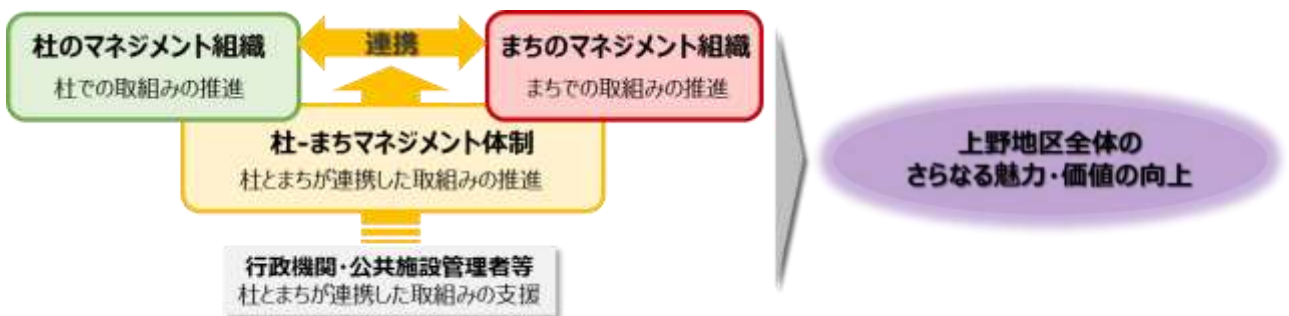 杜のマネジメント組織
杜での取組みの推進
連携
まちのマネジメント組織
まちでの取組みの推進
杜-まちマネジメント体制
杜とまちが連携した取組みの推進
行政機関・公共施設管理者等
杜とまちが連携した取組みの支援
上野地区全体の
さらなる魅力・価値の向上